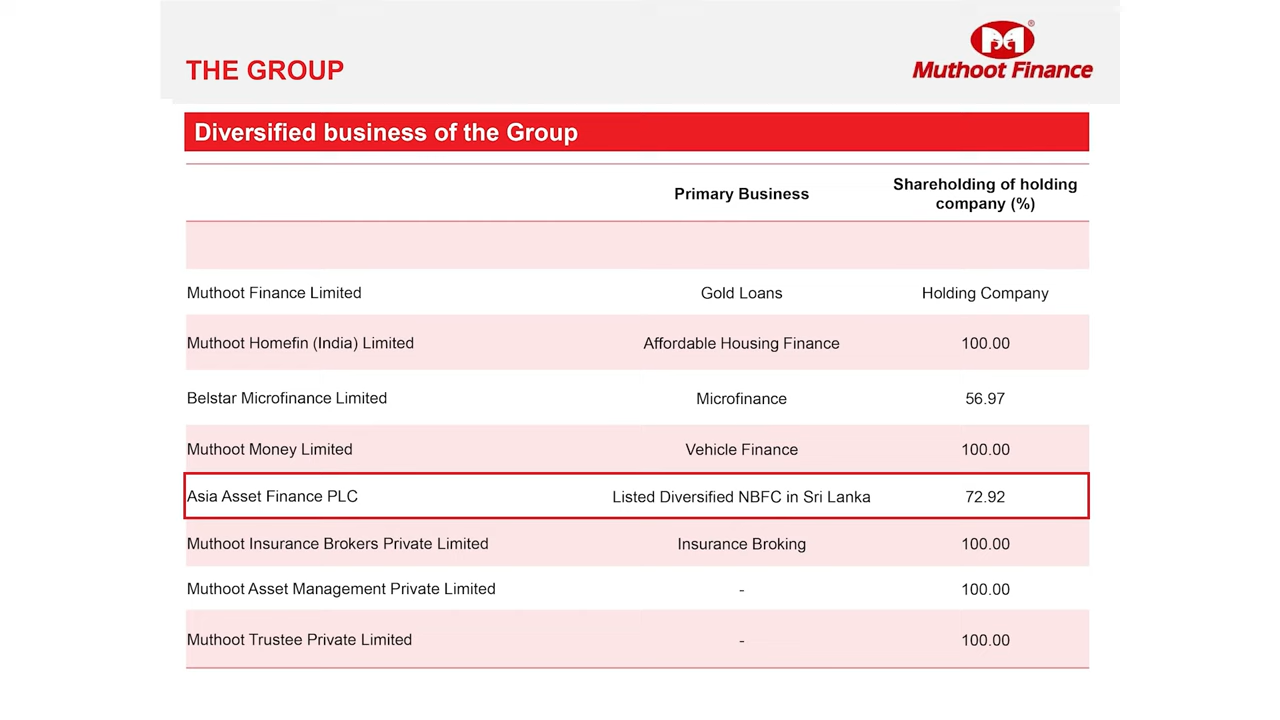 THE GROUP
Muthoot Finance
Diversified business of the Group
Primary Business
Shareholding of holding
company (%)
Muthoot Finance Limited Gold Loans Holding Company
Muthoot Homefin (India) Limited Affordable Housing Finance 100.00
Belstar Microfinance Limited Microfinance 56.97
Muthoot Money Limited Vehicle Finance 100.00
Asia Asset Finance PLC Listed Diversified NBFC in Sri Lanka 72.92
Muthoot Insurance Brokers Private Limited Insurance Broking 100.00
Muthoot Asset Management Private Limited - 100.00
Muthoot Trustee Private Limited - 100.00